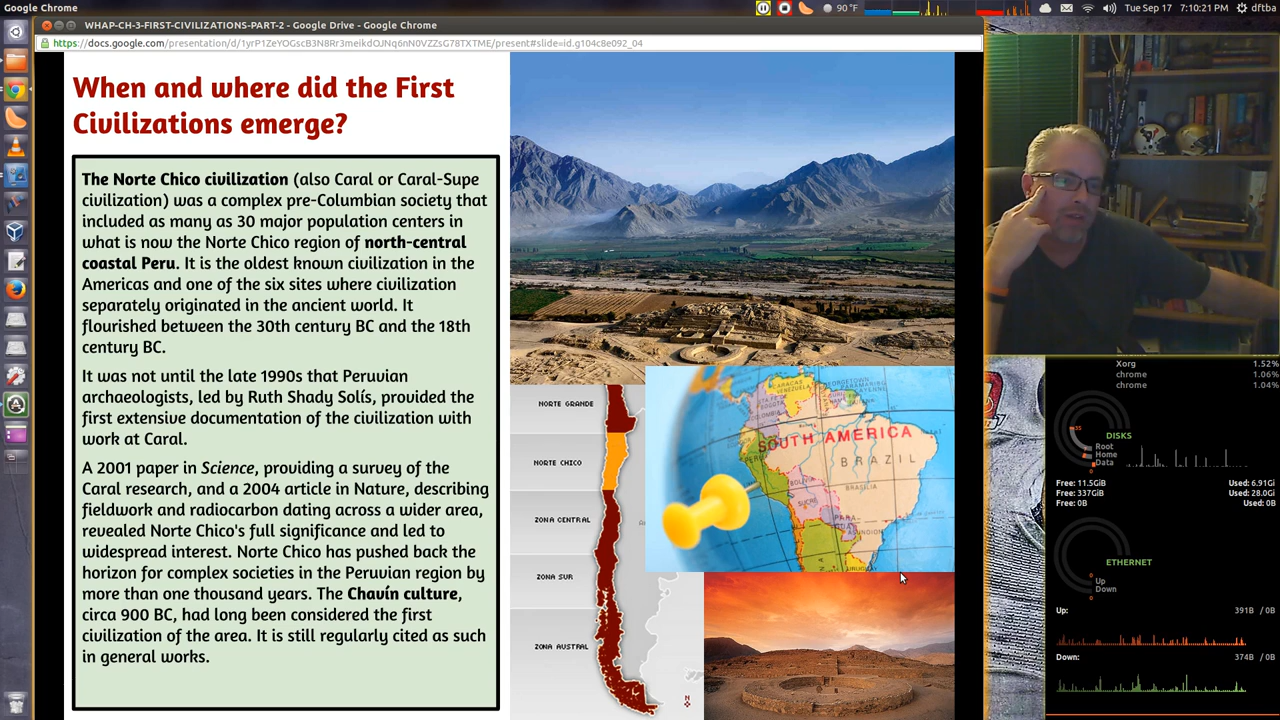 Google Chrome
90 °F
Tue Sep 17
7:10:21 PM
dftba
WHAP-CH-3-FIRST-CIVILIZATIONS-PART-2 - Google Drive - Google Chrome
When and where did the First
Civilizations emerge?
The Norte Chico civilization (also Caral or Caral-Supe
civilization) was a complex pre-Columbian society that
included as many as 30 major population centers in
what is now the Norte Chico region of north-central
coastal Peru. It is the oldest known civilization in the
Americas and one of the six sites where civilization
separately originated in the ancient world. It
flourished between the 30th century BC and the 18th
century BC.
It was not until the late 1990s that Peruvian
archaeologists, led by Ruth Shady Solís, provided the
first extensive documentation of the civilization with
work at Caral.
A 2001 paper in Science, providing a survey of the
Caral research, and a 2004 article in Nature, describing
fieldwork and radiocarbon dating across a wider area,
revealed Norte Chico's full significance and led to
widespread interest. Norte Chico has pushed back the
horizon for complex societies in the Peruvian region by
more than one thousand years. The Chavín culture,
circa 900 BC, had long been considered the first
civilization of the area. It is still regularly cited as such
in general works.
NORTE GRANDE
NORTE CHICO
ZONA CENTRAL
ZONA SUR
ZONA AUSTRAL
N
SOUTH AMERICA
BRAZIL
BRASILIA
PERU
BOLIVIA
SUCRE
CARACAS
VENEZUELA
GEORGETOWN
PARAMARIBO
URUGUAY
Xorg 1.52%
chrome 1.06%
chrome 1.04%
DISKS
Root
Home
Data
Free: 11.5GiB Used: 6.91Gi
Free: 337GiB Used: 28.0Gi
Free: 0B Used: 0B
ETHERNET
Up
Down
Up: 391B / 0B
Down: 374B / 0B